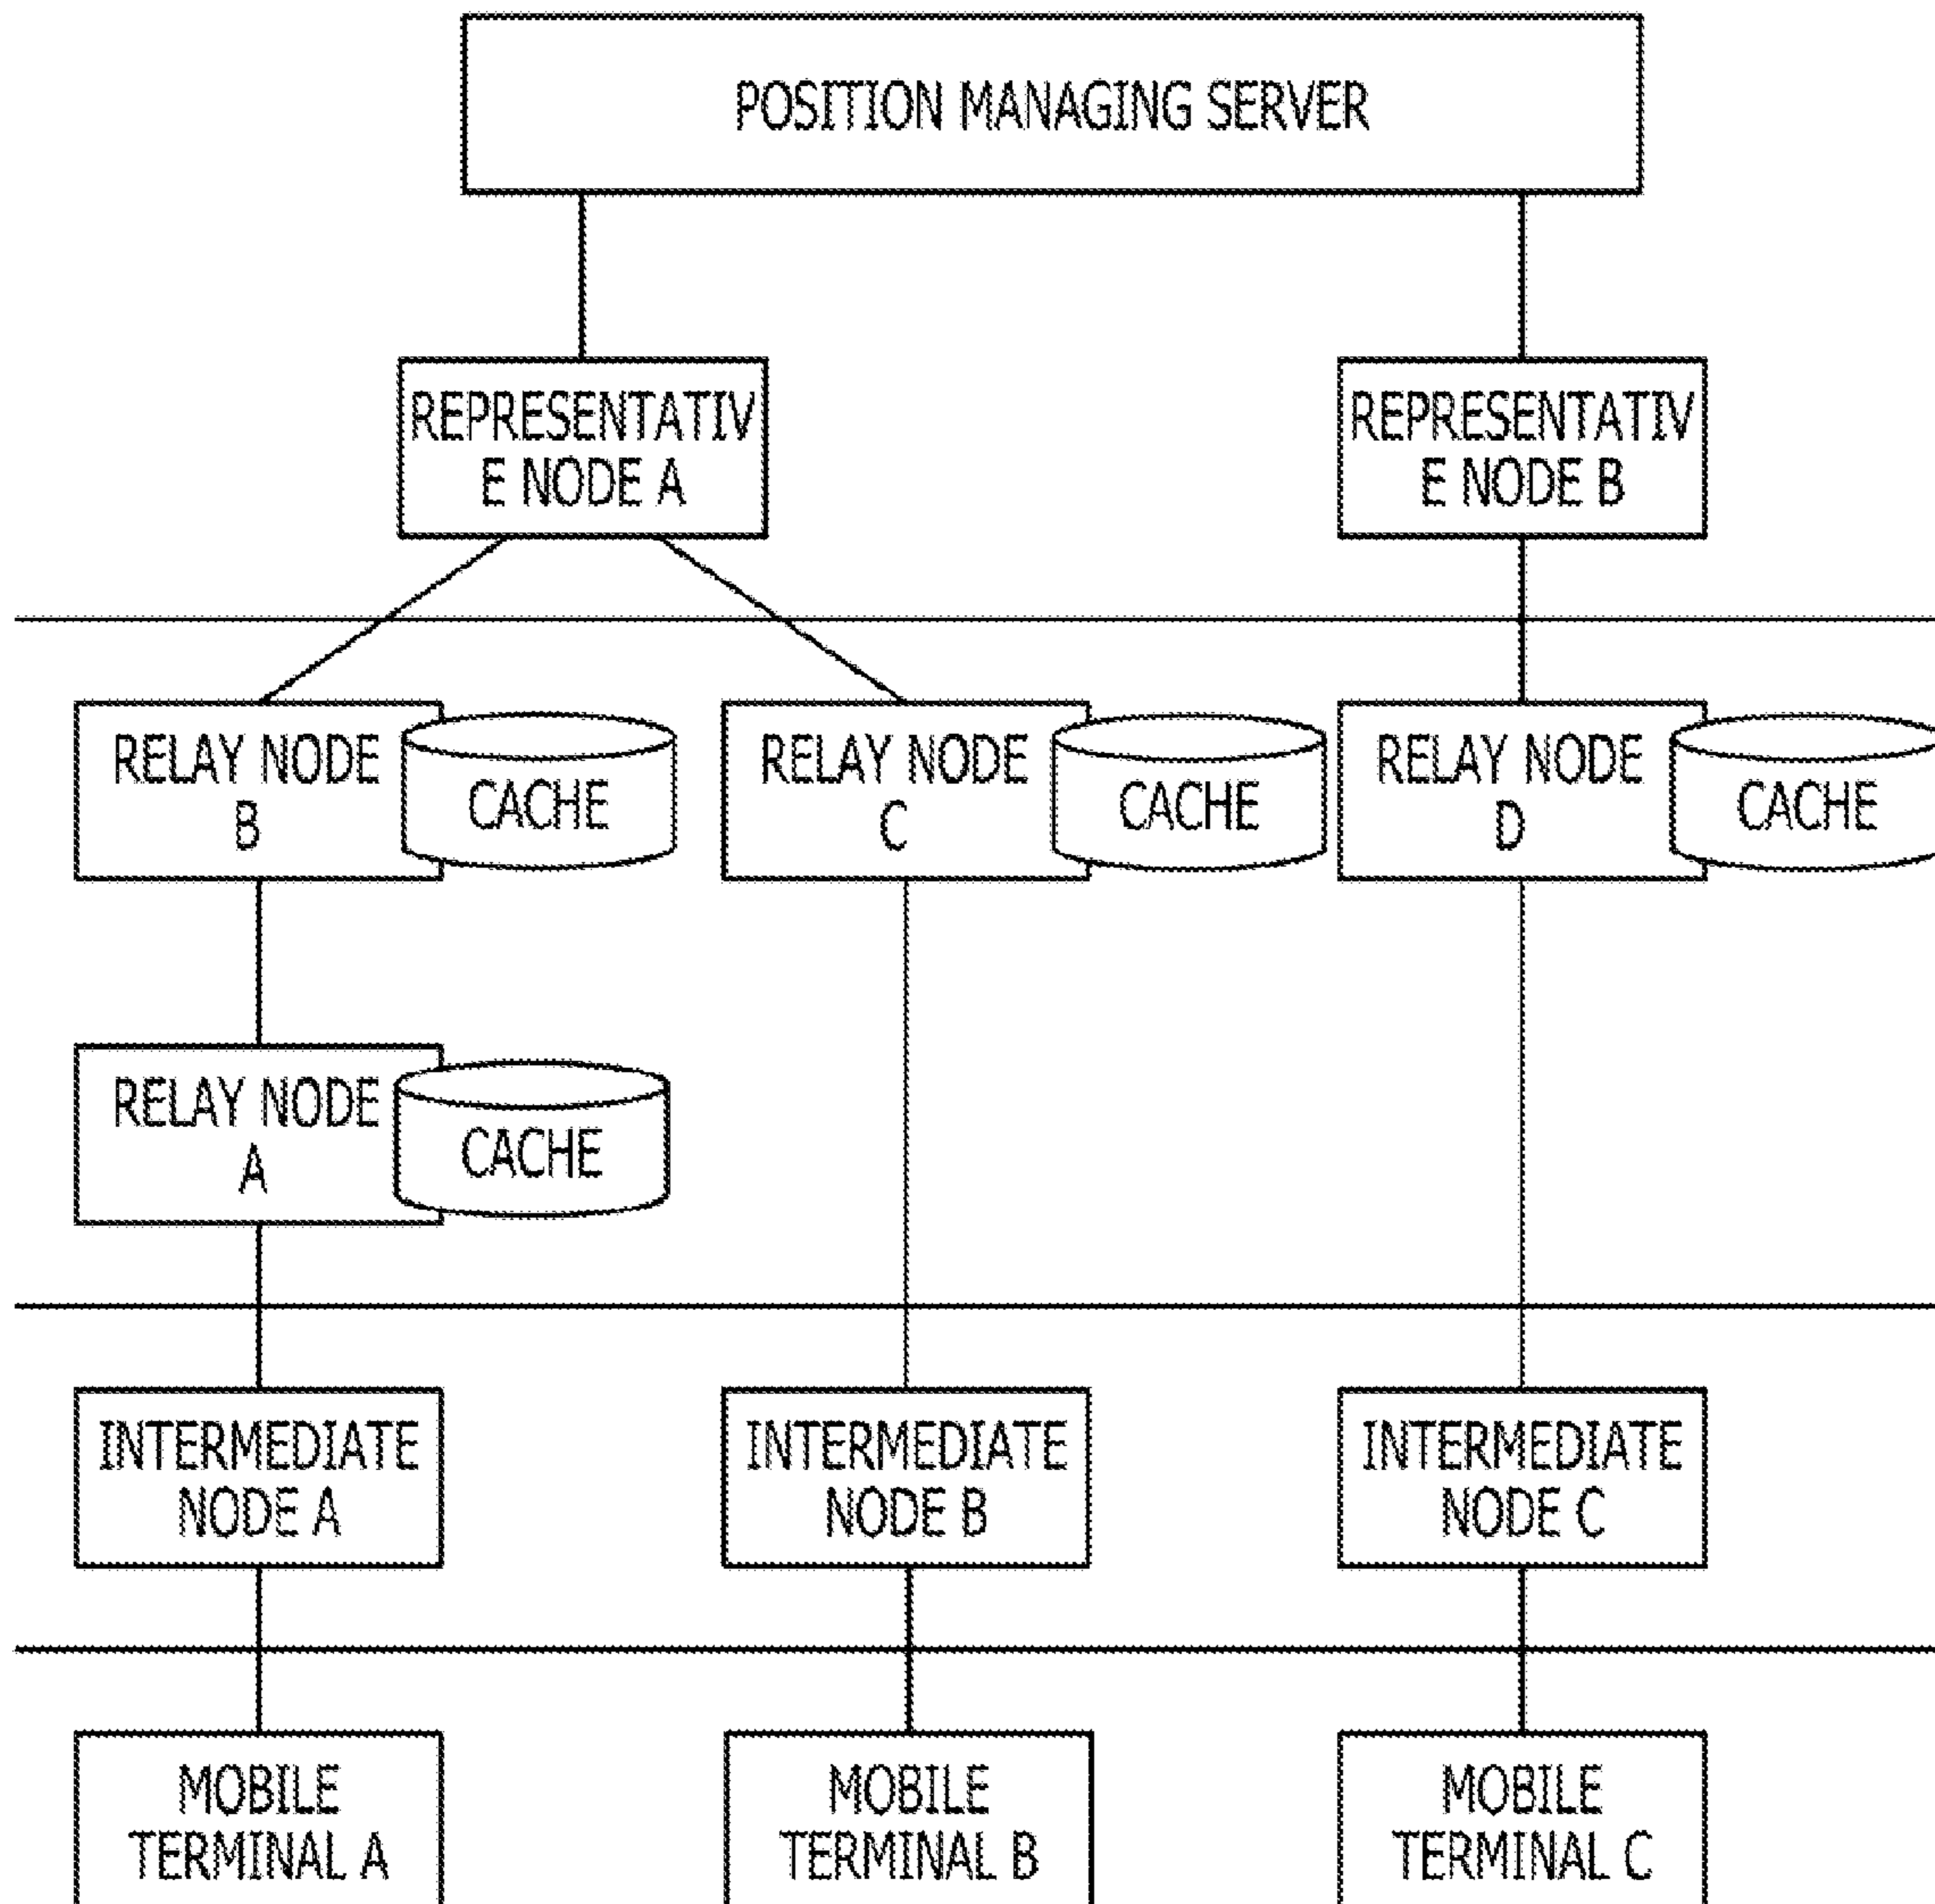 POSITION MANAGING SERVER
REPRESENTATIV
E NODE A
REPRESENTATIV
E NODE B
RELAY NODE
B
CACHE
RELAY NODE
C
CACHE
RELAY NODE
D
CACHE
RELAY NODE
A
CACHE
INTERMEDIATE
NODE A
INTERMEDIATE
NODE B
INTERMEDIATE
NODE C
MOBILE
TERMINAL A
MOBILE
TERMINAL B
MOBILE
TERMINAL C